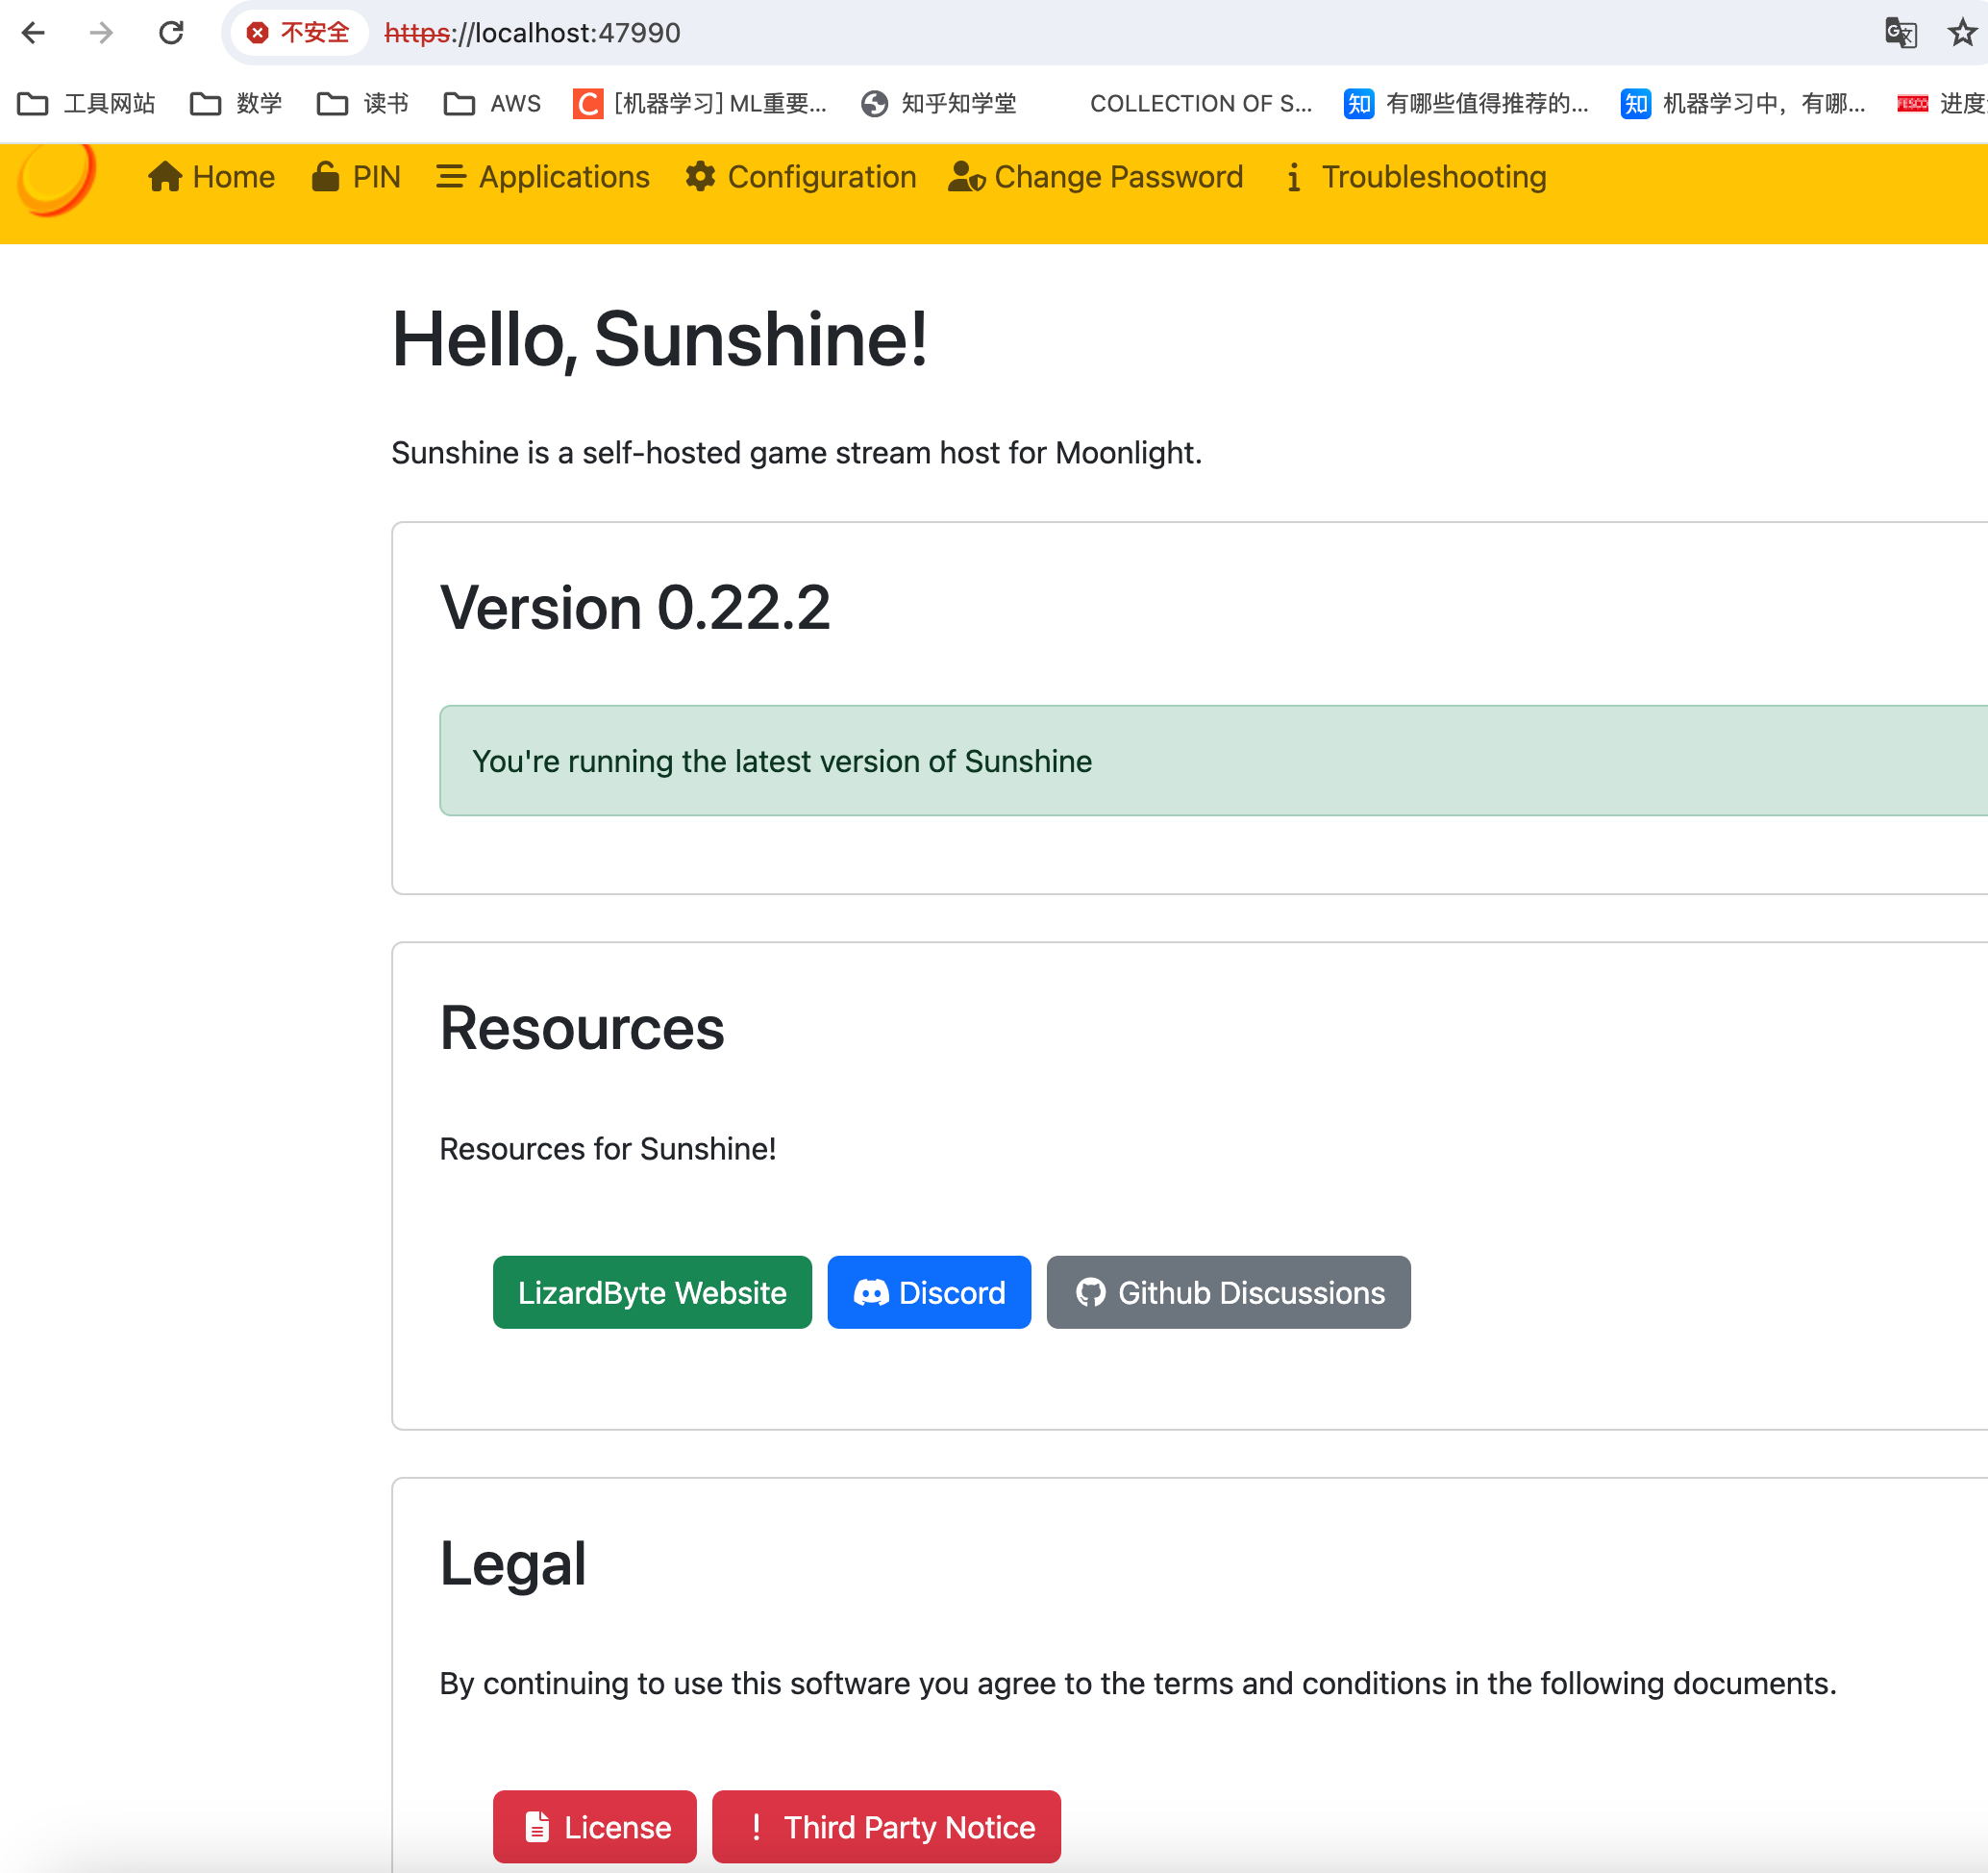 不安全 https://localhost:47990
工具网站 数学 读书 AWS [机器学习] ML重要... 知乎知学堂 COLLECTION OF S... 知 有哪些值得推荐的... 知 机器学习中，有哪... FESCO 进度
Home PIN Applications Configuration Change Password Troubleshooting
Hello, Sunshine!
Sunshine is a self-hosted game stream host for Moonlight.
Version 0.22.2
You're running the latest version of Sunshine
Resources
Resources for Sunshine!
LizardByte Website Discord Github Discussions
Legal
By continuing to use this software you agree to the terms and conditions in the following documents.
License Third Party Notice